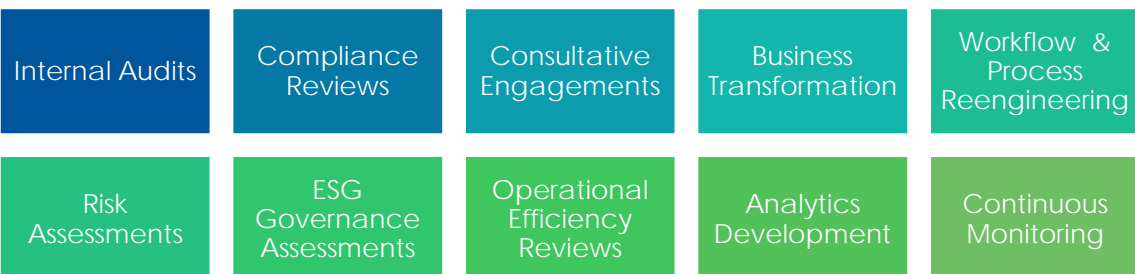 Internal Audits
Compliance
Reviews
Consultative
Engagements
Business
Transformation
Workflow &
Process
Reengineering
Risk
Assessments
ESG
Governance
Assessments
Operational
Efficiency
Reviews
Analytics
Development
Continuous
Monitoring